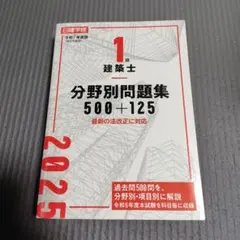 日建学院
1級
建築士
分野別問題集
500+125
最新の法改正に対応
2025
過去問500問を、
分野別・項目別に解説
令和6年度本試験を科目毎に収録